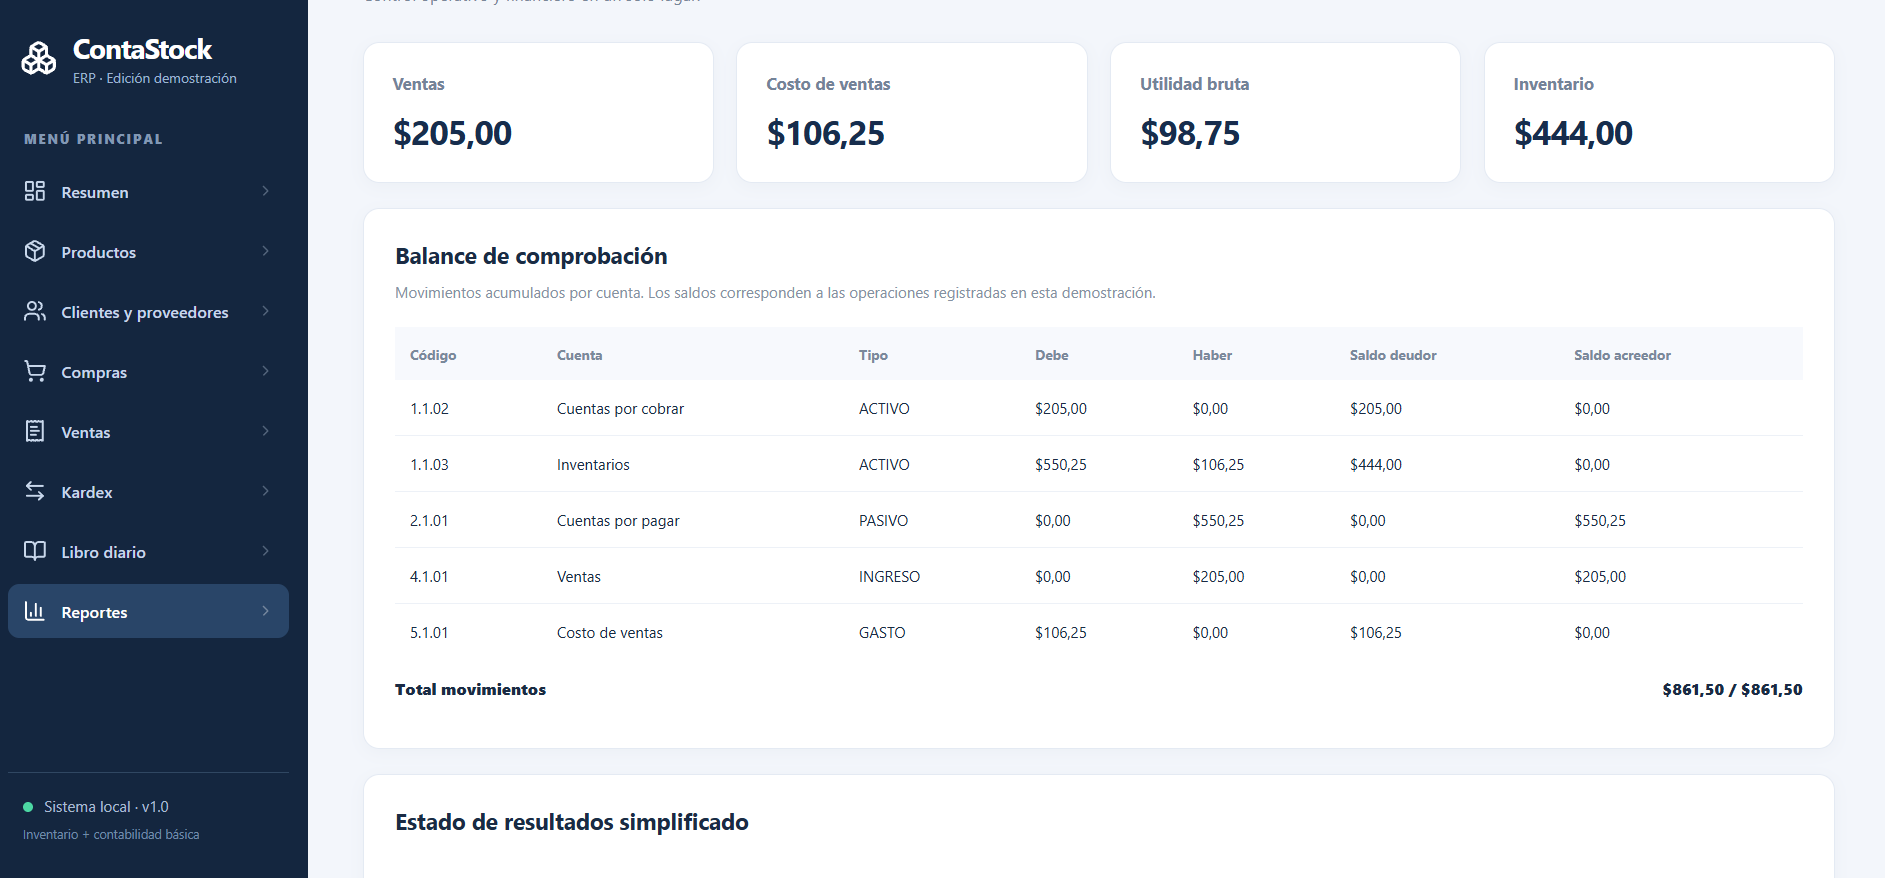 ContaStock
ERP · Edición demostración
MENÚ PRINCIPAL
Resumen
Productos
Clientes y proveedores
Compras
Ventas
Kardex
Libro diario
Reportes
Sistema local · v1.0
Inventario + contabilidad básica
Ventas
$205,00
Costo de ventas
$106,25
Utilidad bruta
$98,75
Inventario
$444,00
Balance de comprobación
Movimientos acumulados por cuenta. Los saldos corresponden a las operaciones registradas en esta demostración.
Código Cuenta Tipo Debe Haber Saldo deudor Saldo acreedor
1.1.02 Cuentas por cobrar ACTIVO $205,00 $0,00 $205,00 $0,00
1.1.03 Inventarios ACTIVO $550,25 $106,25 $444,00 $0,00
2.1.01 Cuentas por pagar PASIVO $0,00 $550,25 $0,00 $550,25
4.1.01 Ventas INGRESO $0,00 $205,00 $0,00 $205,00
5.1.01 Costo de ventas GASTO $106,25 $0,00 $106,25 $0,00
Total movimientos $861,50 / $861,50
Estado de resultados simplificado